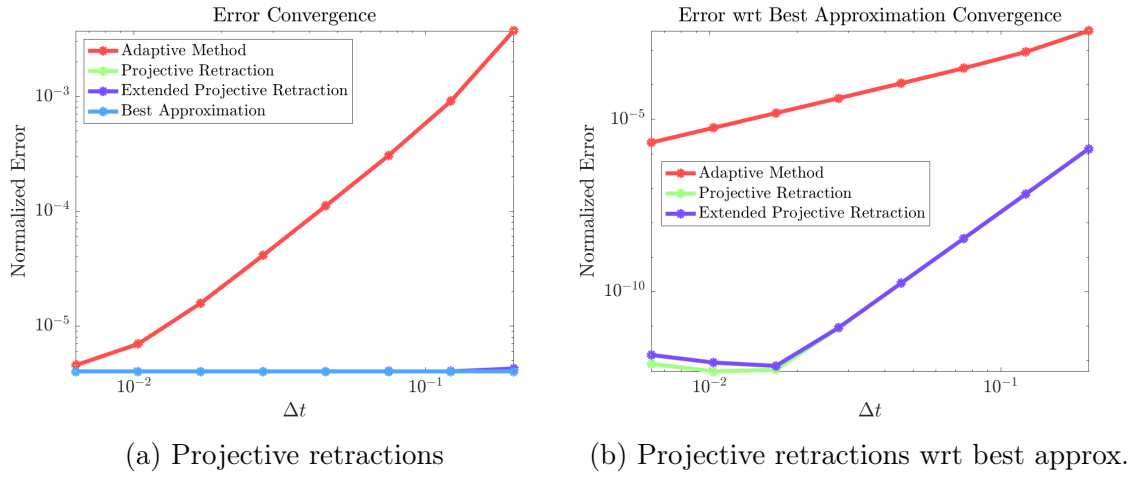 Error Convergence
Normalized Error
10⁻³
10⁻⁴
10⁻⁵
Adaptive Method
Projective Retraction
Extended Projective Retraction
Best Approximation
10⁻²
10⁻¹
Δt
(a) Projective retractions
Error wrt Best Approximation Convergence
Normalized Error
10⁻⁵
10⁻¹⁰
Adaptive Method
Projective Retraction
Extended Projective Retraction
10⁻²
10⁻¹
Δt
(b) Projective retractions wrt best approx.